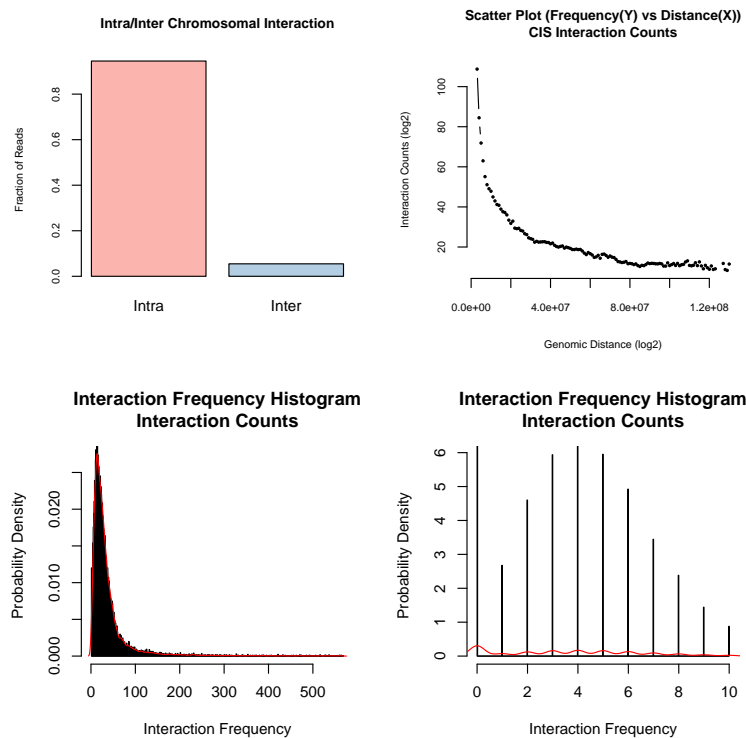 Intra/Inter Chromosomal Interaction
Fraction of Reads
0.0
0.2
0.4
0.6
0.8
Intra
Inter
Scatter Plot (Frequency(Y) vs Distance(X))
CIS Interaction Counts
Interaction Counts (log2)
20
40
60
80
100
0.0e+00
4.0e+07
8.0e+07
1.2e+08
Genomic Distance (log2)
Interaction Frequency Histogram
Interaction Counts
Probability Density
0.000
0.010
0.020
0
100
200
300
400
500
Interaction Frequency
Interaction Frequency Histogram
Interaction Counts
Probability Density
0
1
2
3
4
5
6
0
2
4
6
8
10
Interaction Frequency